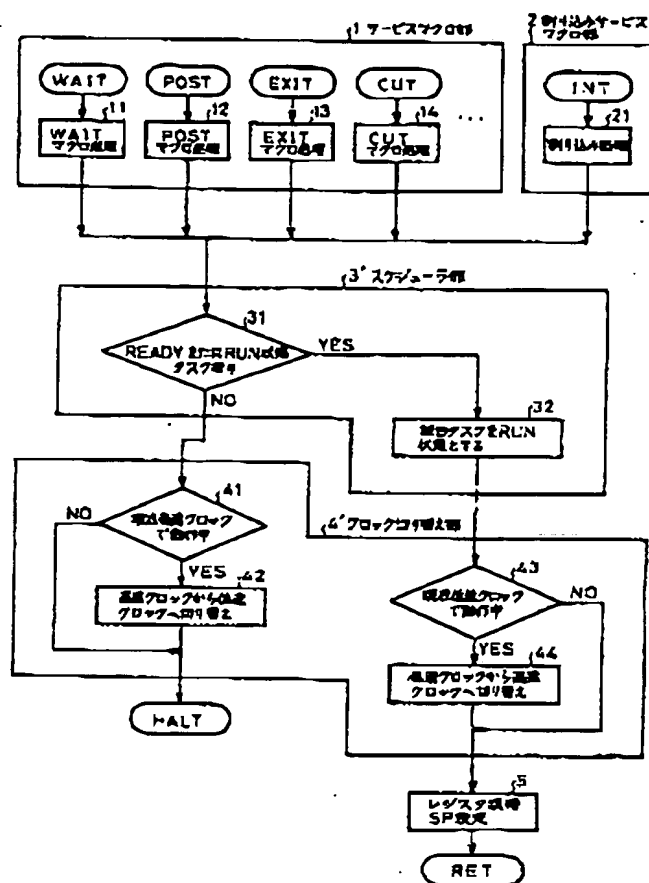 1 サービスマクロ部
2 割り込みサービス
マクロ部
WAIT
POST
EXIT
CUT
INT
11
12
13
14
21
WAIT
マクロ処理
POST
マクロ処理
EXIT
マクロ処理
CUT
マクロ処理
...
割り込み処理
3' スケジューラ部
31
READY またはRUN状態
タスク有り
YES
NO
32
該当タスクをRUN
状態とする
41
4' クロック切り替え部
現在高速クロック
で動作中
NO
YES
42
高速クロックから低速
クロックへ切り替え
HALT
43
現在低速クロック
で動作中
NO
YES
44
低速クロックから高速
クロックへ切り替え
5
レジスタ
SP設定
RET